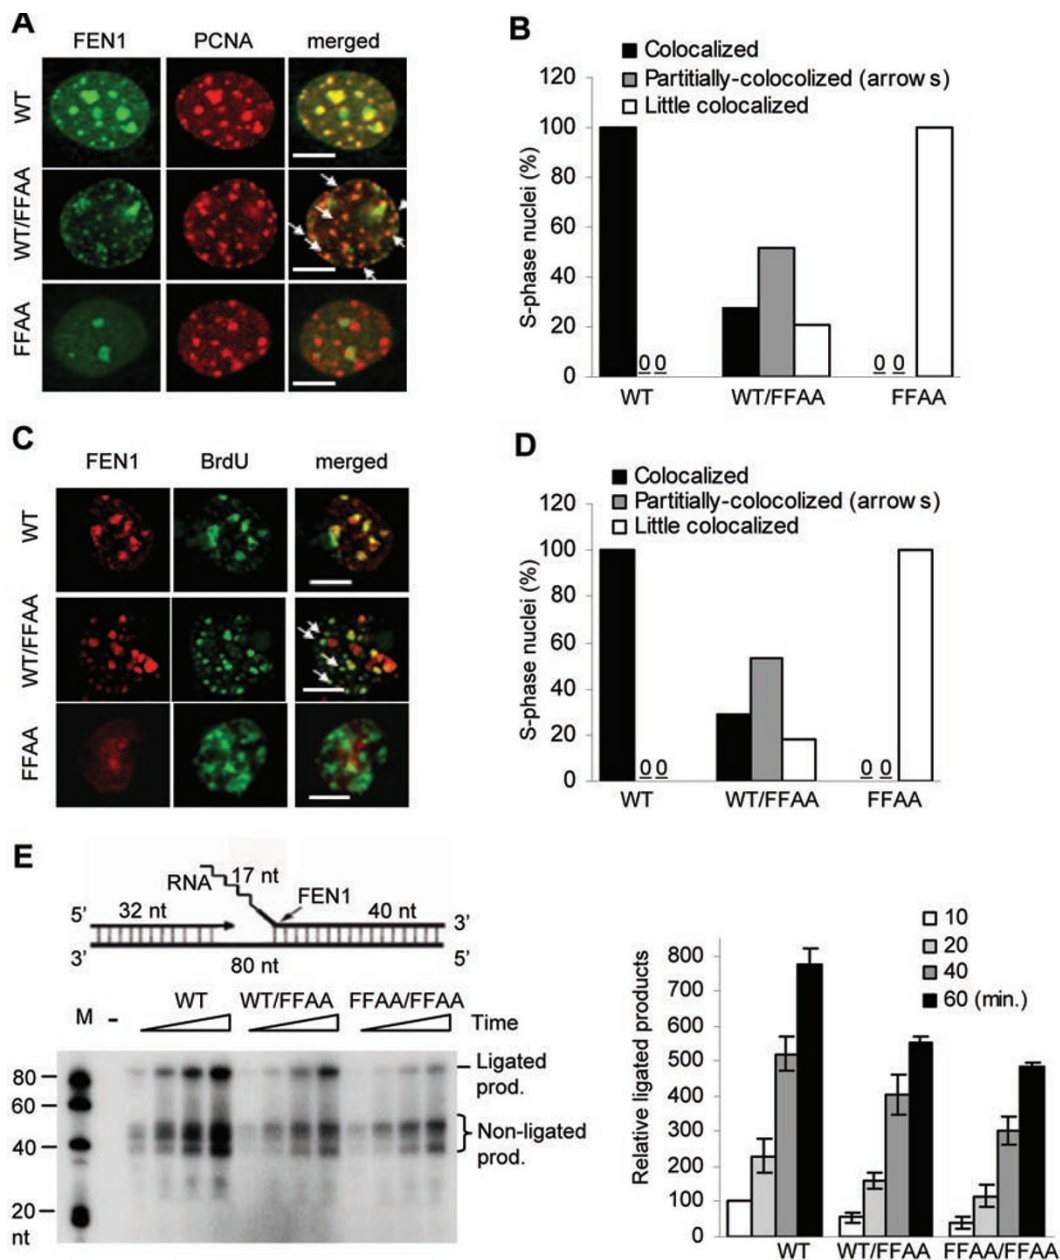 A
FEN1 PCNA merged
WT
WT/FFAA
FFAA
B
Colocalized
Partitially-colocolized (arrows)
Little colocalized
S-phase nuclei (%)
120
100
80
60
40
20
0
0 0
0 0
WT WT/FFAA FFAA
C
FEN1 BrdU merged
WT
WT/FFAA
FFAA
D
Colocalized
Partitially-colocolized (arrows)
Little colocalized
S-phase nuclei (%)
120
100
80
60
40
20
0
0 0
0 0
WT WT/FFAA FFAA
E
RNA 17 nt FEN1
5' 32 nt 40 nt 3'
3' 80 nt 5'
M - WT WT/FFAA FFAA/FFAA Time
80
60
40
20
nt
Ligated prod.
Non-ligated prod.
Relative ligated products
800
700
600
500
400
300
200
100
0
10
20
40
60 (min.)
WT WT/FFAA FFAA/FFAA